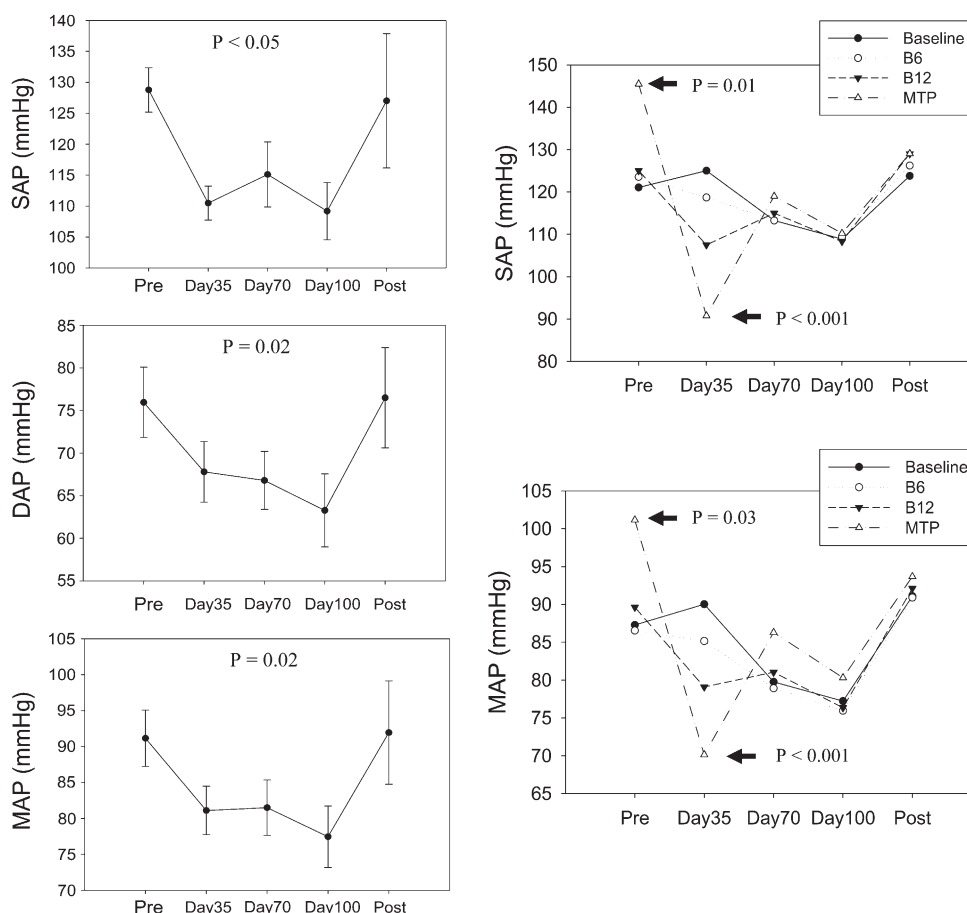 P < 0.05
SAP (mmHg)
140
135
130
125
120
115
110
105
100
Pre Day35 Day70 Day100 Post
P = 0.02
DAP (mmHg)
85
80
75
70
65
60
55
Pre Day35 Day70 Day100 Post
P = 0.02
MAP (mmHg)
105
100
95
90
85
80
75
70
Pre Day35 Day70 Day100 Post
Baseline
B6
B12
MTP
P = 0.01
P < 0.001
SAP (mmHg)
150
140
130
120
110
100
90
80
Pre Day35 Day70 Day100 Post
Baseline
B6
B12
MTP
P = 0.03
P < 0.001
MAP (mmHg)
105
100
95
90
85
80
75
70
65
Pre Day35 Day70 Day100 Post